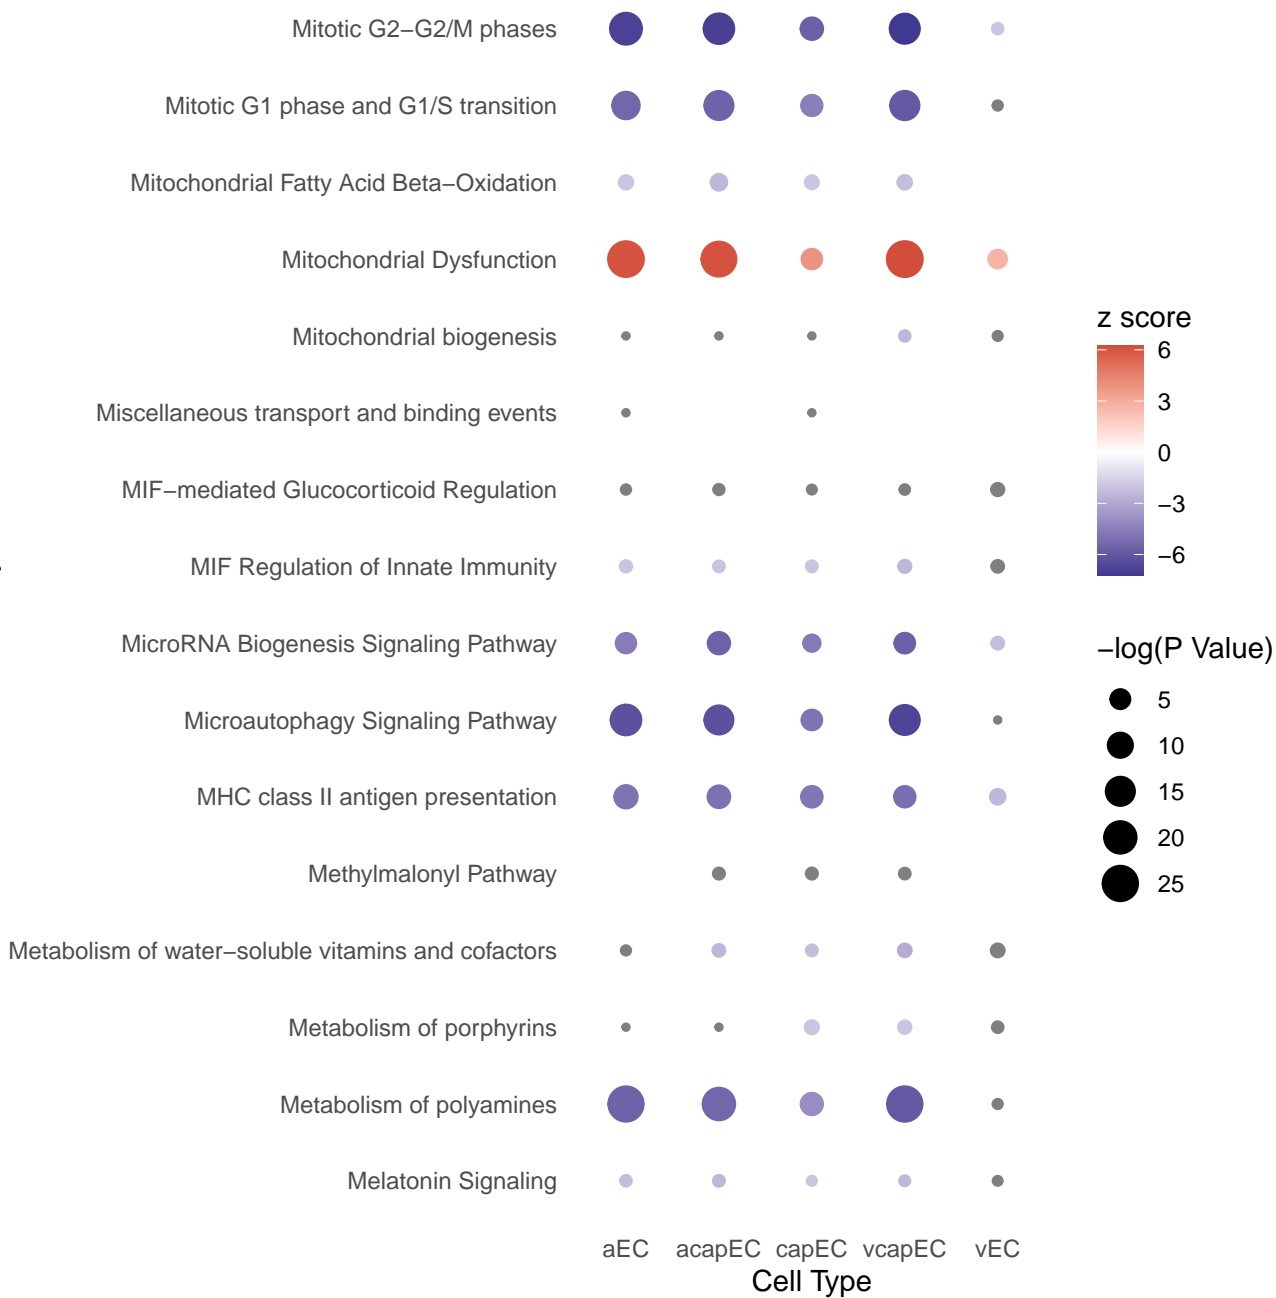 Mitotic G2−G2/M phases
Mitotic G1 phase and G1/S transition
Mitochondrial Fatty Acid Beta−Oxidation
Mitochondrial Dysfunction
Mitochondrial biogenesis
Miscellaneous transport and binding events
MIF−mediated Glucocorticoid Regulation
MIF Regulation of Innate Immunity
MicroRNA Biogenesis Signaling Pathway
Microautophagy Signaling Pathway
MHC class II antigen presentation
Methylmalonyl Pathway
Metabolism of water−soluble vitamins and cofactors
Metabolism of porphyrins
Metabolism of polyamines
Melatonin Signaling
aEC acapEC capEC vcapEC vEC
Cell Type
z score
6
3
0
−3
−6
−log(P Value)
5
10
15
20
25